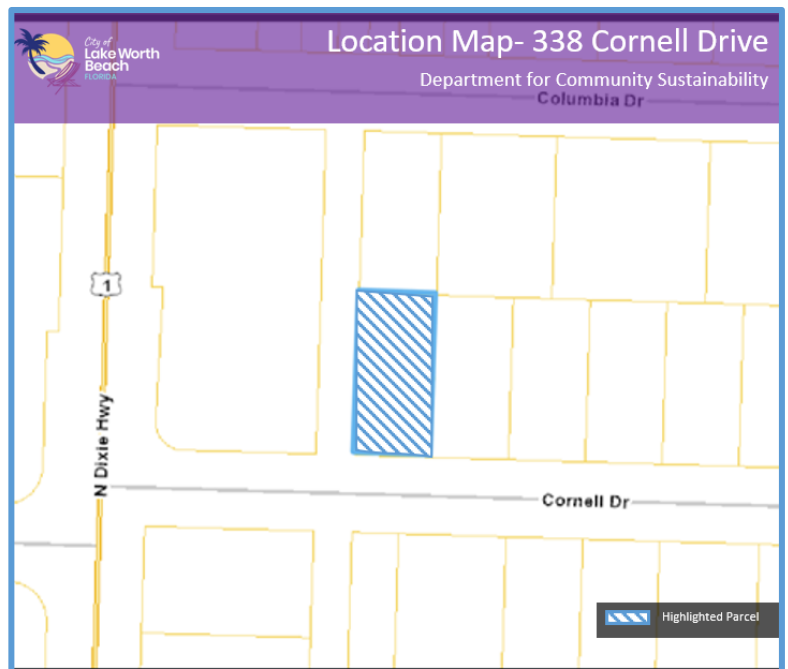 City of
Lake Worth
Beach
FLORIDA
Location Map- 338 Cornell Drive
Department for Community Sustainability
Columbia Dr
1
N Dixie Hwy
Cornell Dr
Highlighted Parcel